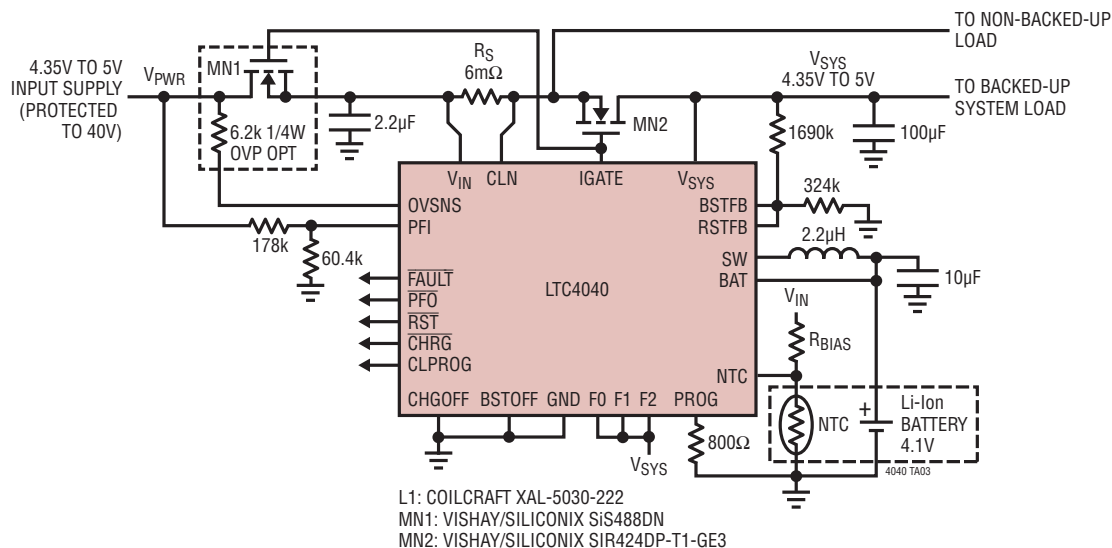 TO NON-BACKED-UP
LOAD
4.35V TO 5V
INPUT SUPPLY
(PROTECTED
TO 40V)
VPWR
MN1
RS
6mΩ
VSYS
4.35V TO 5V
TO BACKED-UP
SYSTEM LOAD
6.2k 1/4W
OVP OPT
2.2µF
MN2
1690k
100µF
VIN
CLN
IGATE
VSYS
324k
OVSNS
PFI
BSTFB
RSTFB
178k
60.4k
2.2µH
SW
BAT
10µF
FAULT
PFO
RST
CHRG
CLPROG
LTC4040
VIN
RBIAS
NTC
CHGOFF
BSTOFF
GND
F0
F1
F2
PROG
800Ω
VSYS
NTC
+
Li-Ion
BATTERY
4.1V
4040 TA03
L1: COILCRAFT XAL-5030-222
MN1: VISHAY/SILICONIX SiS488DN
MN2: VISHAY/SILICONIX SIR424DP-T1-GE3